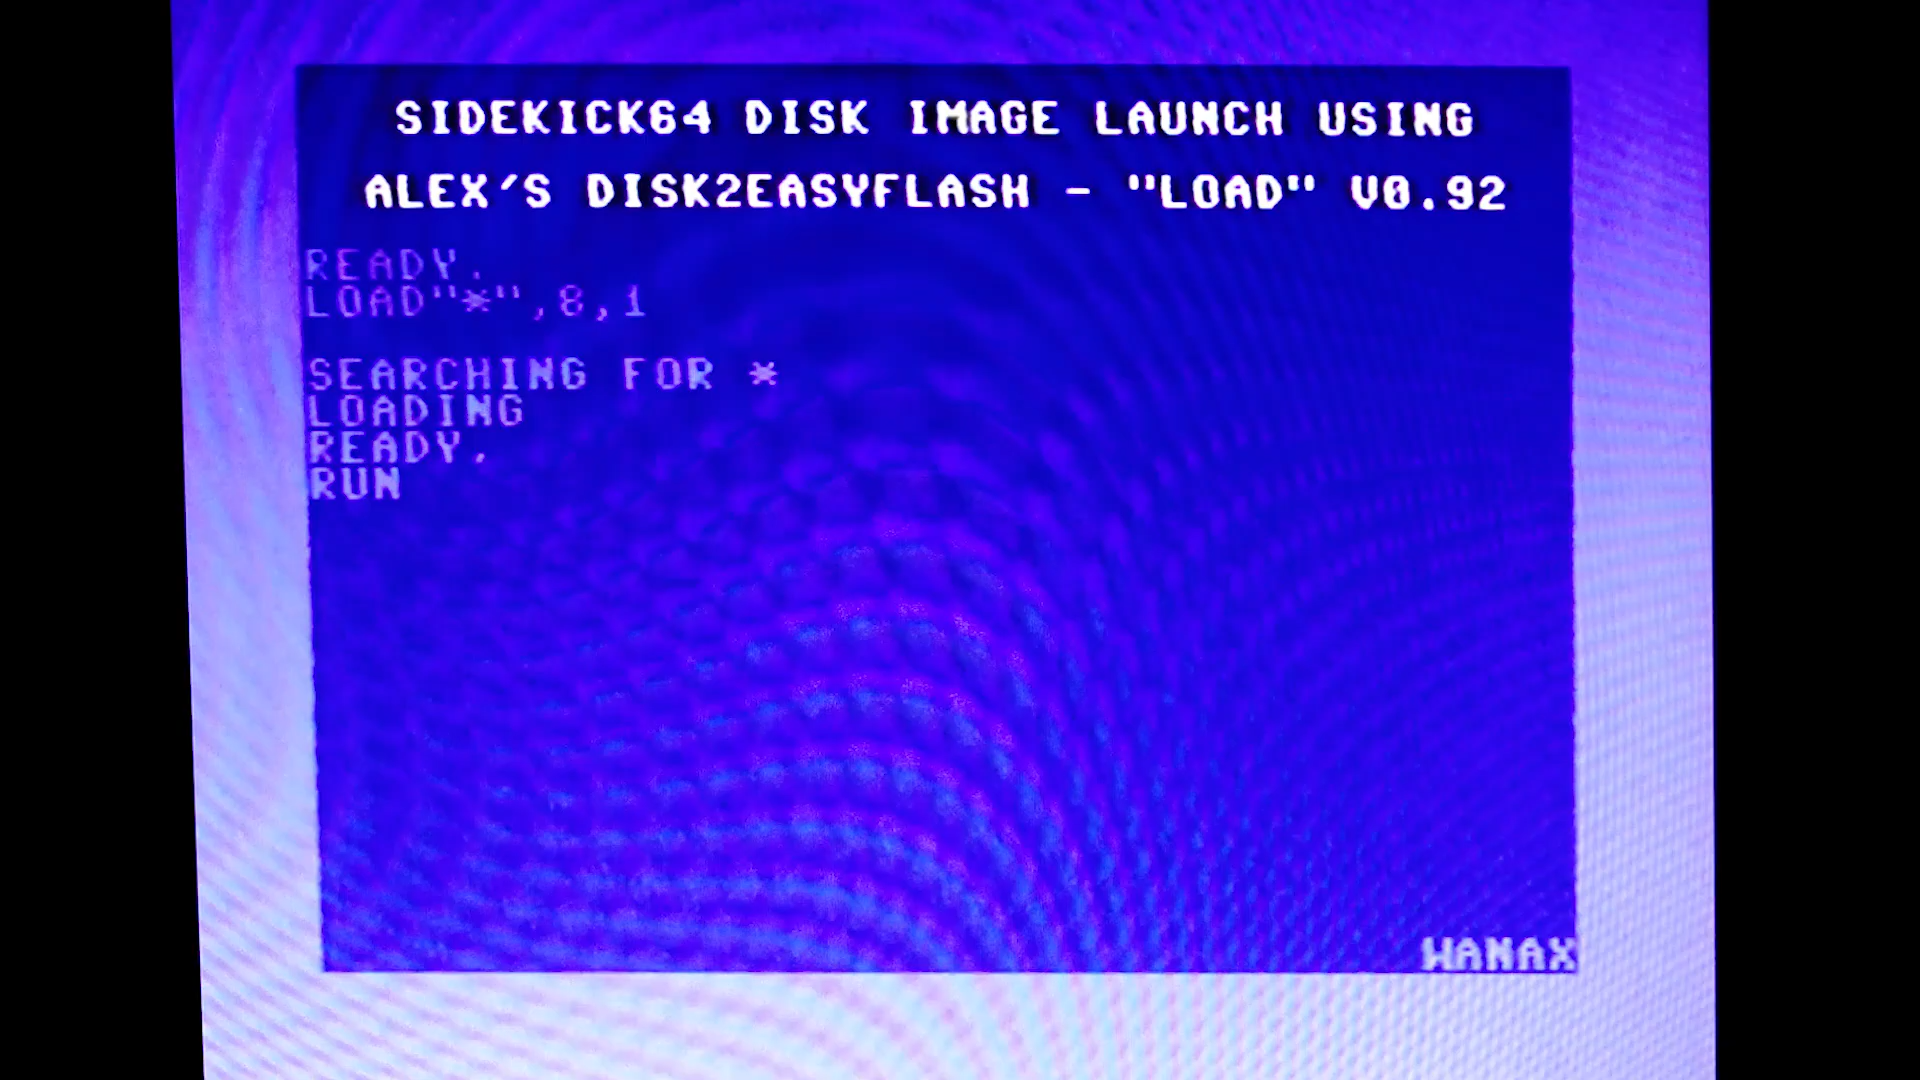 SIDEKICK64 DISK IMAGE LAUNCH USING
ALEX'S DISK2EASYFLASH - "LOAD" V0.92
READY.
LOAD"*",8,1
SEARCHING FOR *
LOADING
READY.
RUN
WANAX